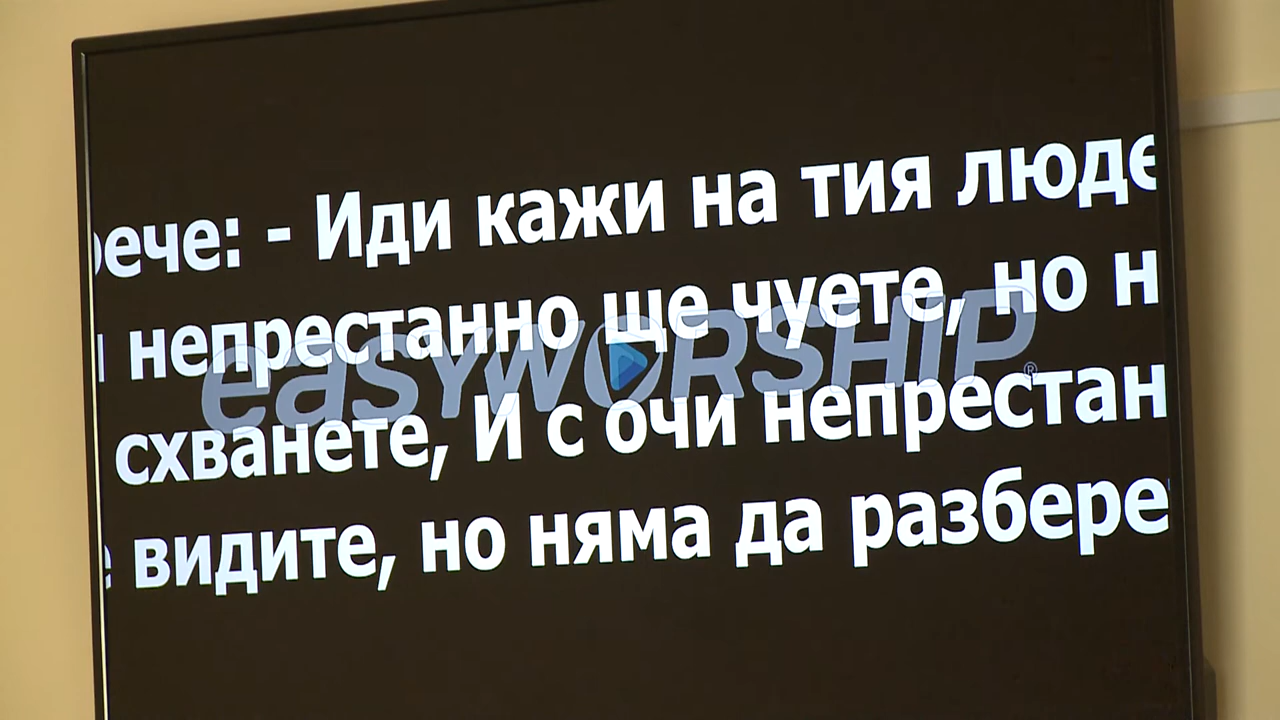 рече: - Иди кажи на тия люде
непрестанно ще чуете, но н
easyWORSHIP®
схванете, И с очи непрестан
видите, но няма да разбере